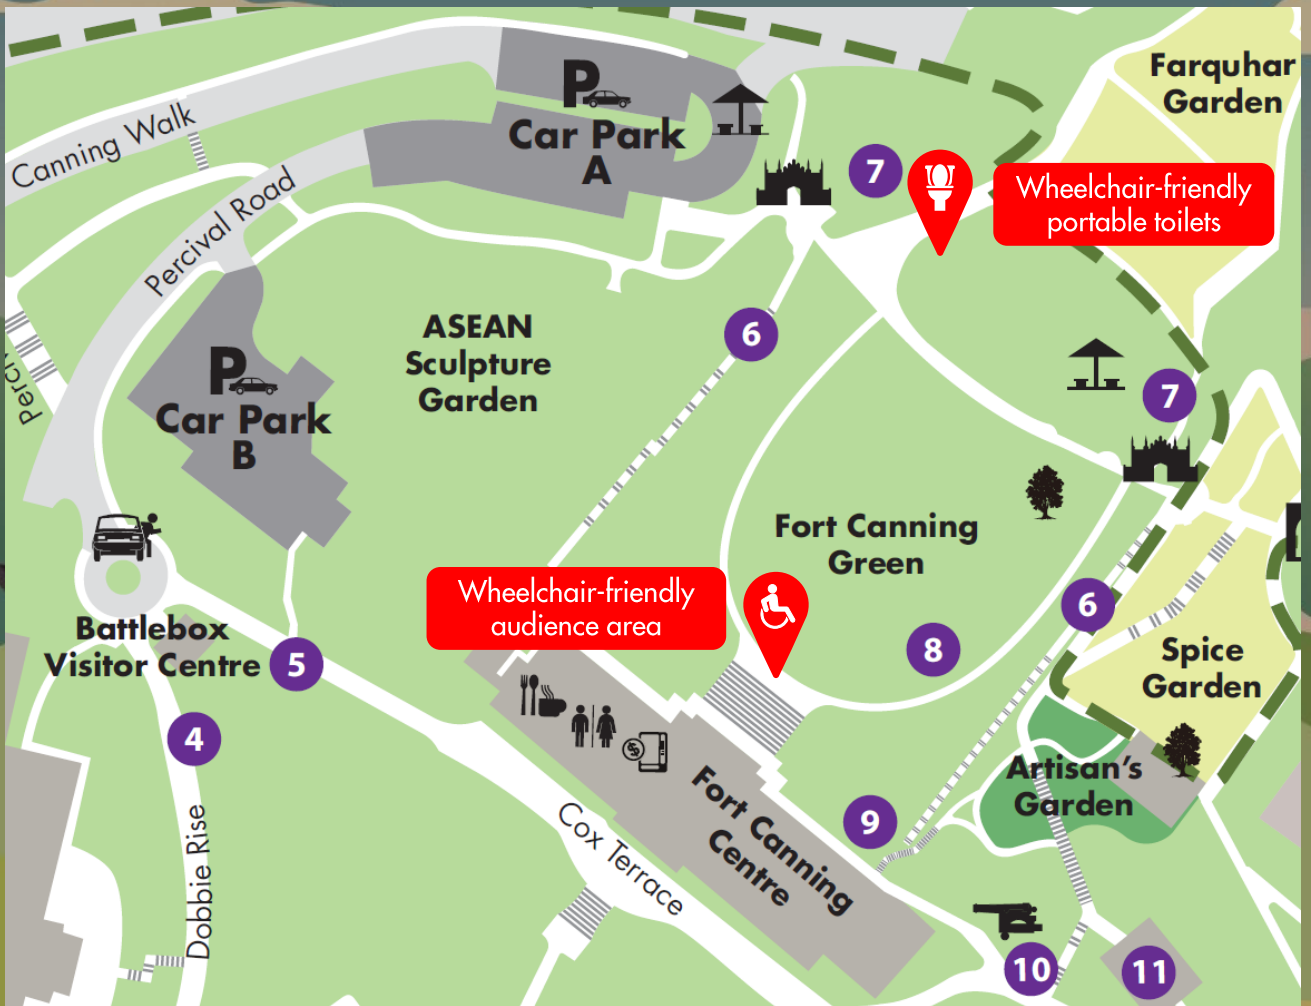 Farquhar
Garden
P
Car Park
A
Canning Walk
7
Wheelchair-friendly
portable toilets
Percival Road
6
ASEAN
Sculpture
Garden
P
Car Park
B
7
Fort Canning
Green
Wheelchair-friendly
audience area
6
Battlebox
Visitor Centre
5
8
Spice
Garden
4
$
Artisan's
Garden
Fort Canning
Centre
9
Cox Terrace
Dobbie Rise
10
11